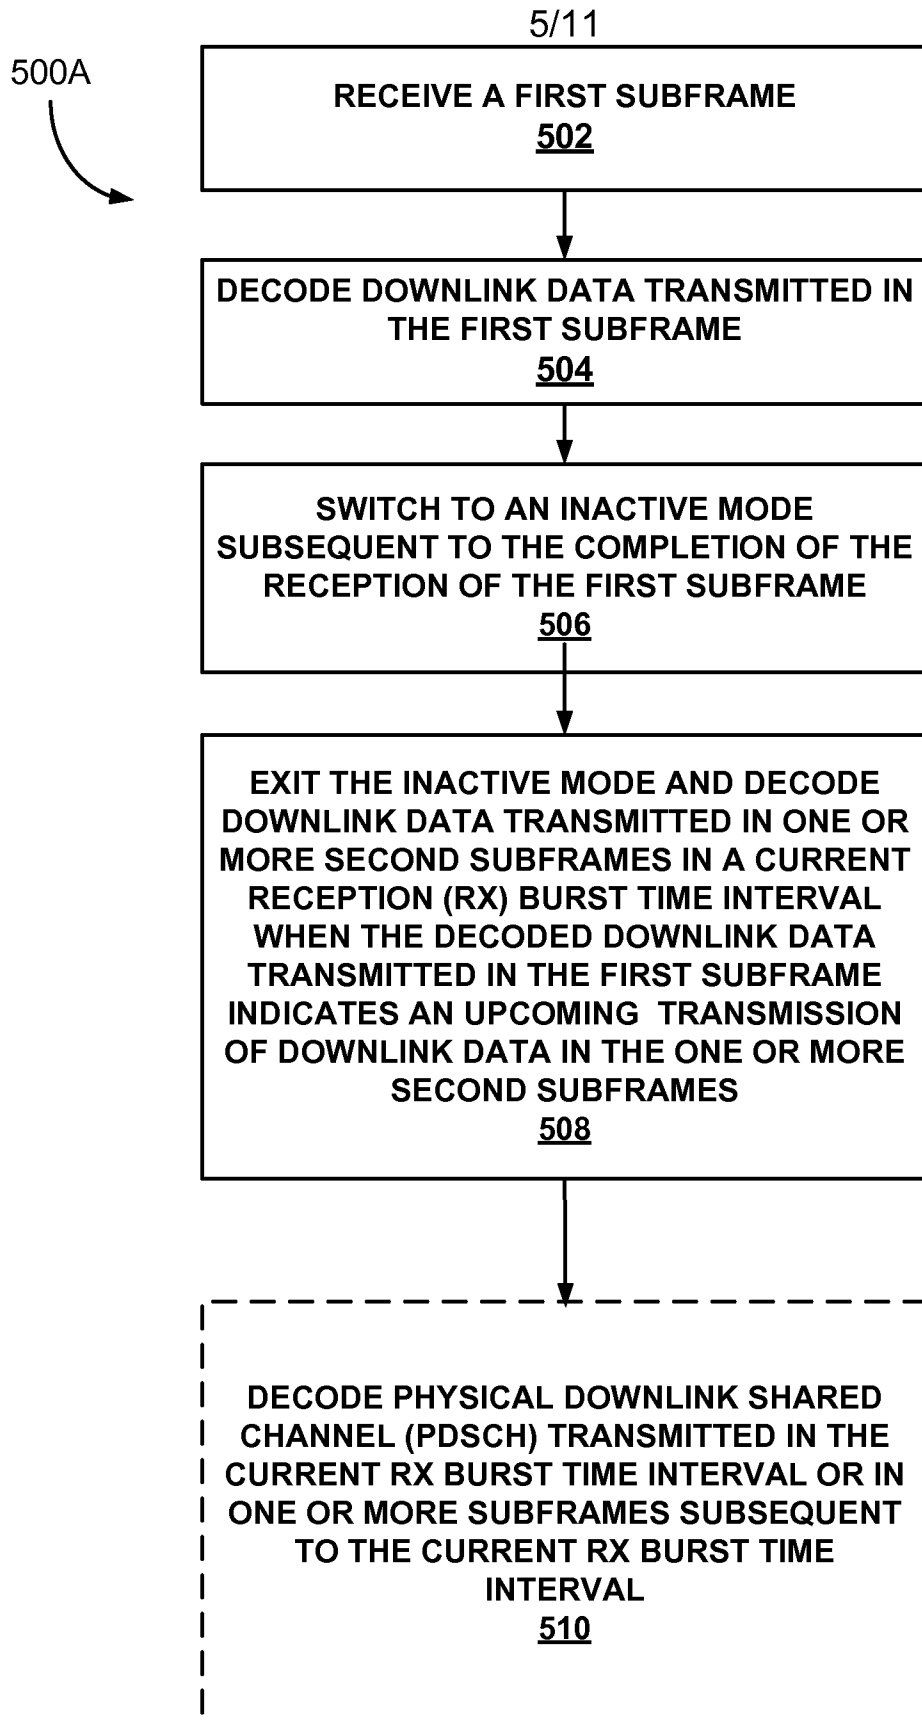 5/11
500A
RECEIVE A FIRST SUBFRAME
502
DECODE DOWNLINK DATA TRANSMITTED IN
THE FIRST SUBFRAME
504
SWITCH TO AN INACTIVE MODE
SUBSEQUENT TO THE COMPLETION OF THE
RECEPTION OF THE FIRST SUBFRAME
506
EXIT THE INACTIVE MODE AND DECODE
DOWNLINK DATA TRANSMITTED IN ONE OR
MORE SECOND SUBFRAMES IN A CURRENT
RECEPTION (RX) BURST TIME INTERVAL
WHEN THE DECODED DOWNLINK DATA
TRANSMITTED IN THE FIRST SUBFRAME
INDICATES AN UPCOMING TRANSMISSION
OF DOWNLINK DATA IN THE ONE OR MORE
SECOND SUBFRAMES
508
DECODE PHYSICAL DOWNLINK SHARED
CHANNEL (PDSCH) TRANSMITTED IN THE
CURRENT RX BURST TIME INTERVAL OR IN
ONE OR MORE SUBFRAMES SUBSEQUENT
TO THE CURRENT RX BURST TIME
INTERVAL
510